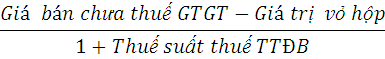 Giá bán chưa thuế GTGT − Giá trị vỏ hộp
1 + Thuế suất thuế TTĐB